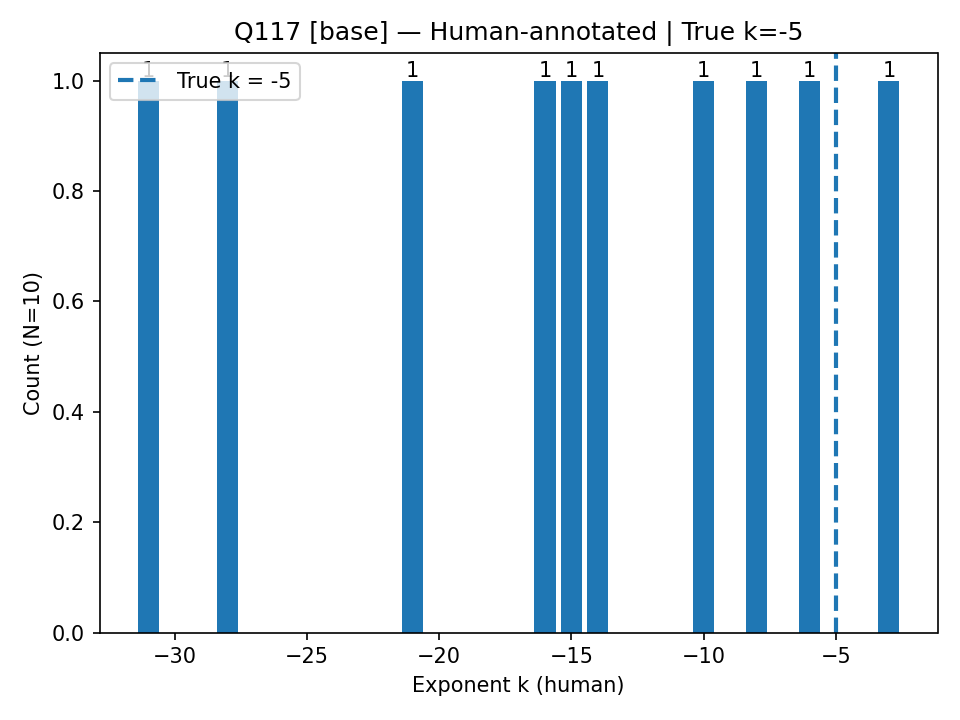 Q117 [base] — Human-annotated | True k=-5
1 1 1 1 1 1 1 1 1 1
True k = -5
1.0
0.8
0.6
0.4
0.2
0.0
Count (N=10)
−30 −25 −20 −15 −10 −5
Exponent k (human)